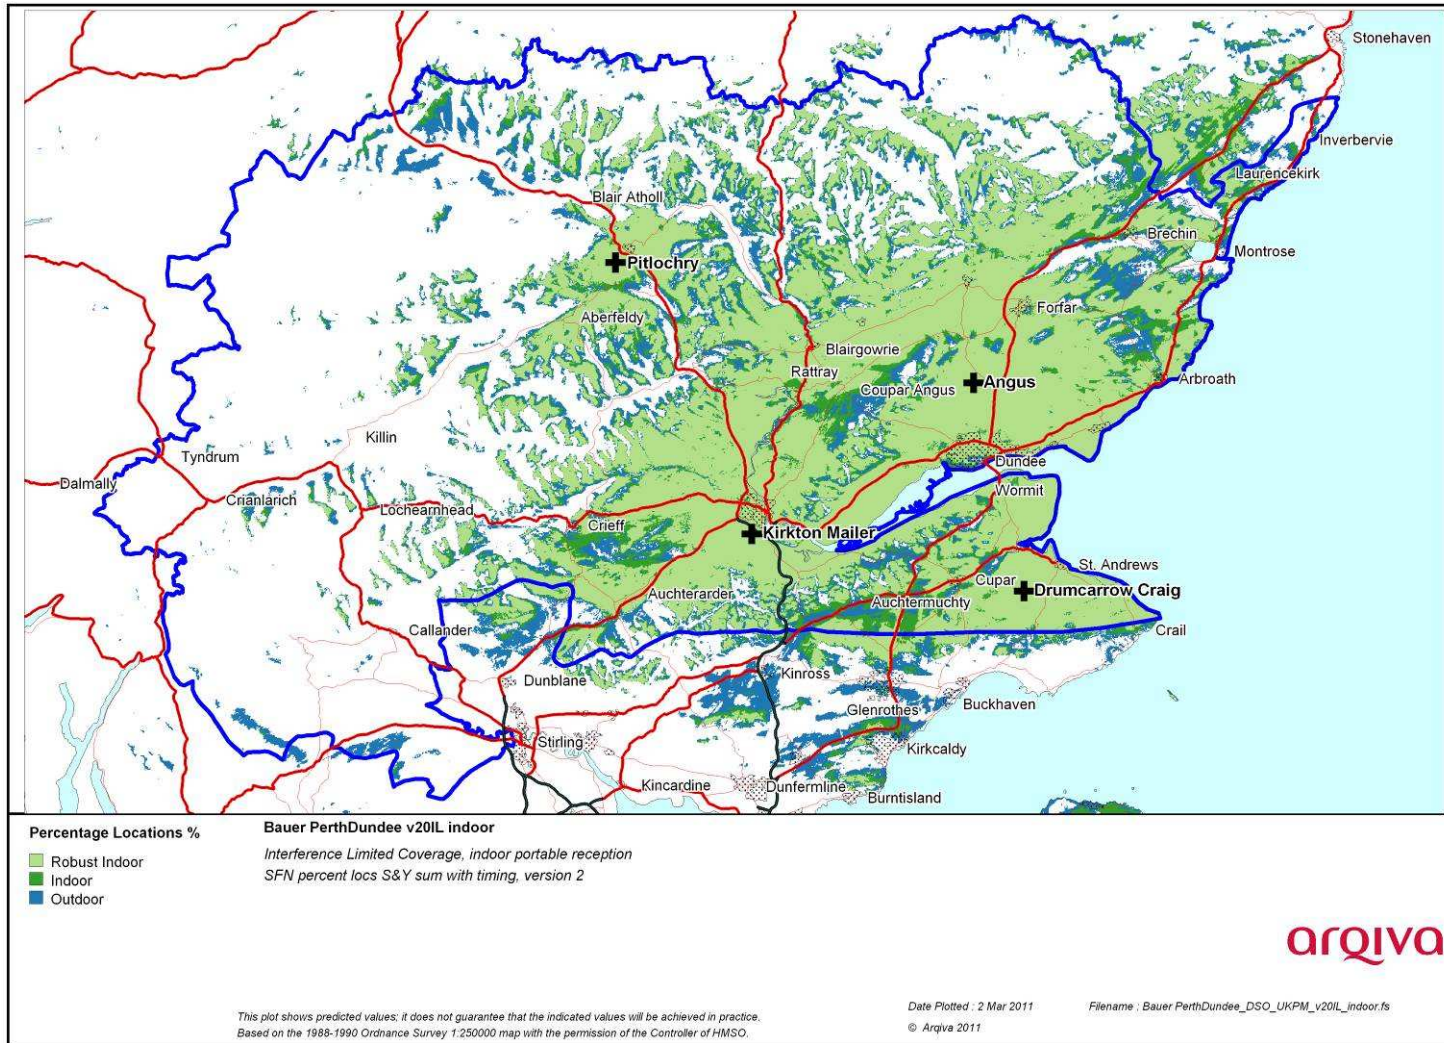 Stonehaven
Inverbervie
Laurencekirk
Blair Atholl
Brechin
Montrose
Pitlochry
Forfar
Aberfeldy
Blairgowrie
Rattray
Coupar Angus
Angus
Arbroath
Killin
Tyndrum
Dundee
Dalmally
Crianlarich
Wormit
Lochearnhead
Crieff
Kirkton Mailer
St. Andrews
Cupar
Drumcarrow Craig
Auchterarder
Auchtermuchty
Callander
Crail
Dunblane
Kinross
Glenrothes
Buckhaven
Stirling
Kirkcaldy
Kincardine
Dunfermline
Burntisland
Percentage Locations %
Robust Indoor
Indoor
Outdoor
Bauer PerthDundee v20IL indoor
Interference Limited Coverage, indoor portable reception
SFN percent locs S&Y sum with timing, version 2
arqiva
This plot shows predicted values; it does not guarantee that the indicated values will be achieved in practice.
Based on the 1988-1990 Ordnance Survey 1:250000 map with the permission of the Controller of HMSO.
Date Plotted : 2 Mar 2011
© Arqiva 2011
Filename : Bauer PerthDundee_DSO_UKPM_v20IL_indoor.fs